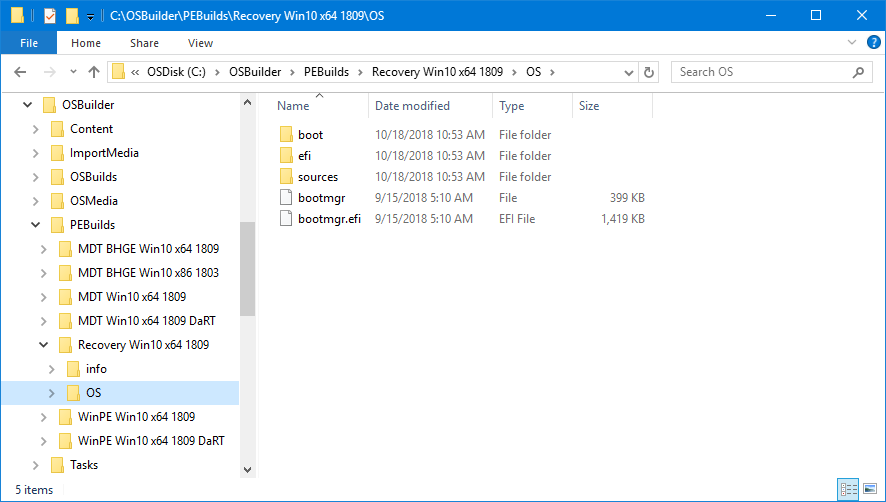 C:\OSBuilder\PEBuilds\Recovery Win10 x64 1809\OS
File Home Share View
« OSDisk (C:) > OSBuilder > PEBuilds > Recovery Win10 x64 1809 > OS >
Search OS
OSBuilder
Content
ImportMedia
OSBuilds
OSMedia
PEBuilds
MDT BHGE Win10 x64 1809
MDT BHGE Win10 x86 1803
MDT Win10 x64 1809
MDT Win10 x64 1809 DaRT
Recovery Win10 x64 1809
info
OS
WinPE Win10 x64 1809
WinPE Win10 x64 1809 DaRT
Tasks
Name Date modified Type Size
boot 10/18/2018 10:53 AM File folder
efi 10/18/2018 10:53 AM File folder
sources 10/18/2018 10:53 AM File folder
bootmgr 9/15/2018 5:10 AM File 399 KB
bootmgr.efi 9/15/2018 5:10 AM EFI File 1,419 KB
5 items